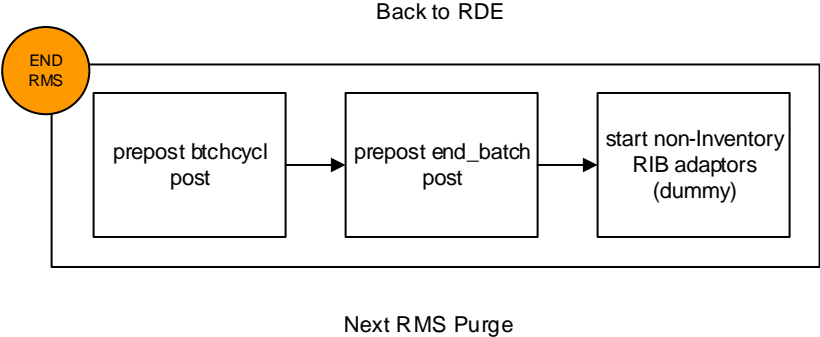 Back to RDE
END
RMS
prepost btchcycl
post
prepost end_batch
post
start non-Inventory
RIB adaptors
(dummy)
Next RMS Purge